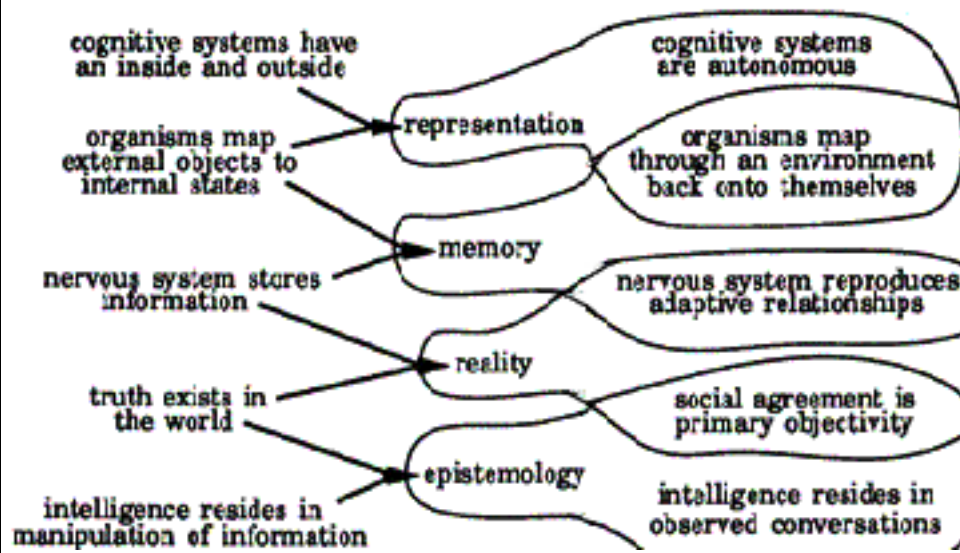 cognitive systems have
an inside and outside
organisms map
external objects to
internal states
nervous system stores
information
truth exists in
the world
intelligence resides in
manipulation of information
representation
memory
reality
epistemology
cognitive systems
are autonomous
organisms map
through an environment
back onto themselves
nervous system reproduces
adaptive relationships
social agreement is
primary objectivity
intelligence resides in
observed conversations